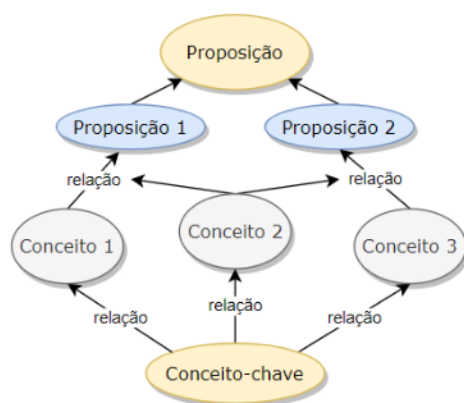 Proposição
Proposição 1
Proposição 2
relação
relação
Conceito 1
Conceito 2
Conceito 3
relação
relação
relação
Conceito-chave